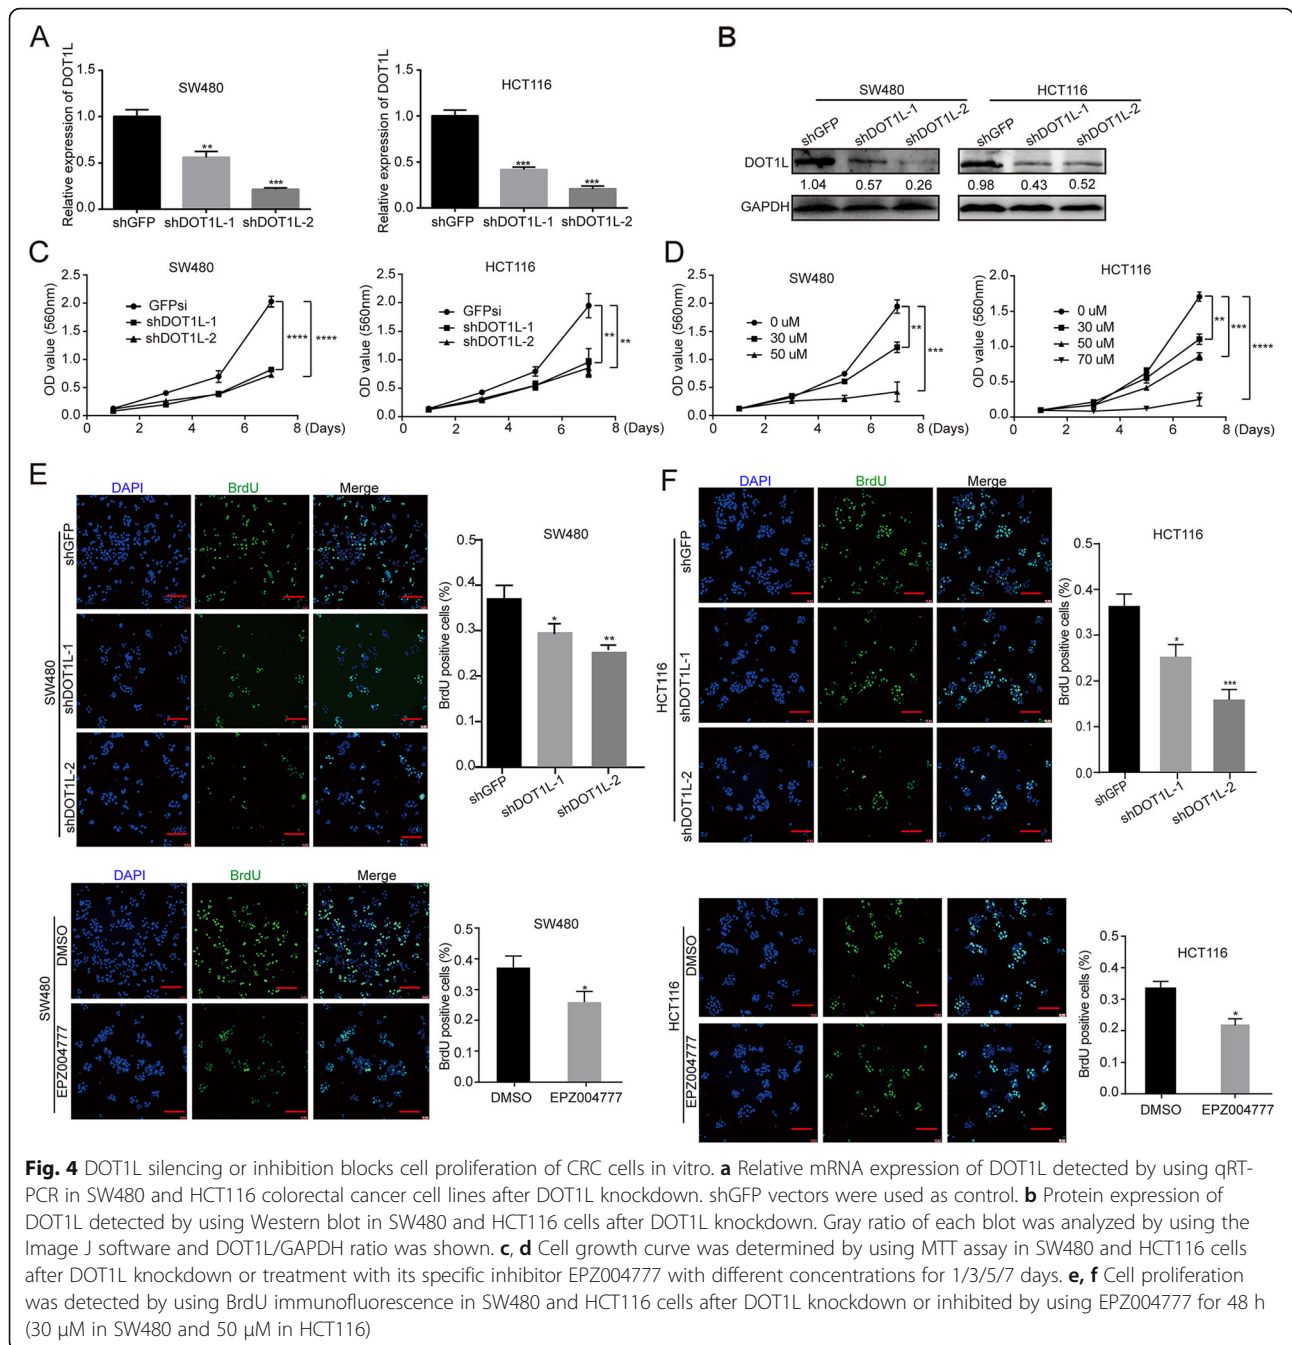 A
Relative expression of DOT1L
1.5
1.0
0.5
0.0
SW480
**
***
shGFP shDOT1L-1 shDOT1L-2
Relative expression of DOT1L
1.5
1.0
0.5
0.0
HCT116
***
***
shGFP shDOT1L-1 shDOT1L-2
B
SW480 HCT116
shGFP shDOT1L-1 shDOT1L-2 shGFP shDOT1L-1 shDOT1L-2
DOT1L
1.04 0.57 0.26 0.98 0.43 0.52
GAPDH
C
SW480
OD value (560nm)
2.5
2.0
1.5
1.0
0.5
0.0
GFPsi
shDOT1L-1
shDOT1L-2
**** ****
0 2 4 6 8 (Days)
HCT116
OD value (560nm)
2.5
2.0
1.5
1.0
0.5
0.0
GFPsi
shDOT1L-1
shDOT1L-2
** **
0 2 4 6 8 (Days)
D
SW480
OD value (560nm)
2.5
2.0
1.5
1.0
0.5
0.0
0 uM
30 uM
50 uM
** ***
0 2 4 6 8 (Days)
HCT116
OD value (560nm)
2.0
1.5
1.0
0.5
0.0
0 uM
30 uM
50 uM
70 uM
** *** ****
0 2 4 6 8 (Days)
E
DAPI BrdU Merge
SW480
shGFP
shDOT1L-1
shDOT1L-2
SW480
BrdU positive cells (%)
0.5
0.4
0.3
0.2
0.1
0.0
*
**
shGFP shDOT1L-1 shDOT1L-2
DAPI BrdU Merge
SW480
DMSO
EPZ004777
SW480
BrdU positive cells (%)
0.5
0.4
0.3
0.2
0.1
0.0
*
DMSO EPZ004777
F
DAPI BrdU Merge
HCT116
shGFP
shDOT1L-1
shDOT1L-2
HCT116
BrdU positive cells (%)
0.5
0.4
0.3
0.2
0.1
0.0
*
***
shGFP shDOT1L-1 shDOT1L-2
HCT116
DMSO
EPZ004777
HCT116
BrdU positive cells (%)
0.5
0.4
0.3
0.2
0.1
0.0
*
DMSO EPZ004777
Fig. 4 DOT1L silencing or inhibition blocks cell proliferation of CRC cells in vitro. a Relative mRNA expression of DOT1L detected by using qRT-
PCR in SW480 and HCT116 colorectal cancer cell lines after DOT1L knockdown. shGFP vectors were used as control. b Protein expression of
DOT1L detected by using Western blot in SW480 and HCT116 cells after DOT1L knockdown. Gray ratio of each blot was analyzed by using the
Image J software and DOT1L/GAPDH ratio was shown. c, d Cell growth curve was determined by using MTT assay in SW480 and HCT116 cells
after DOT1L knockdown or treatment with its specific inhibitor EPZ004777 with different concentrations for 1/3/5/7 days. e, f Cell proliferation
was detected by using BrdU immunofluorescence in SW480 and HCT116 cells after DOT1L knockdown or inhibited by using EPZ004777 for 48 h
(30 μM in SW480 and 50 μM in HCT116)